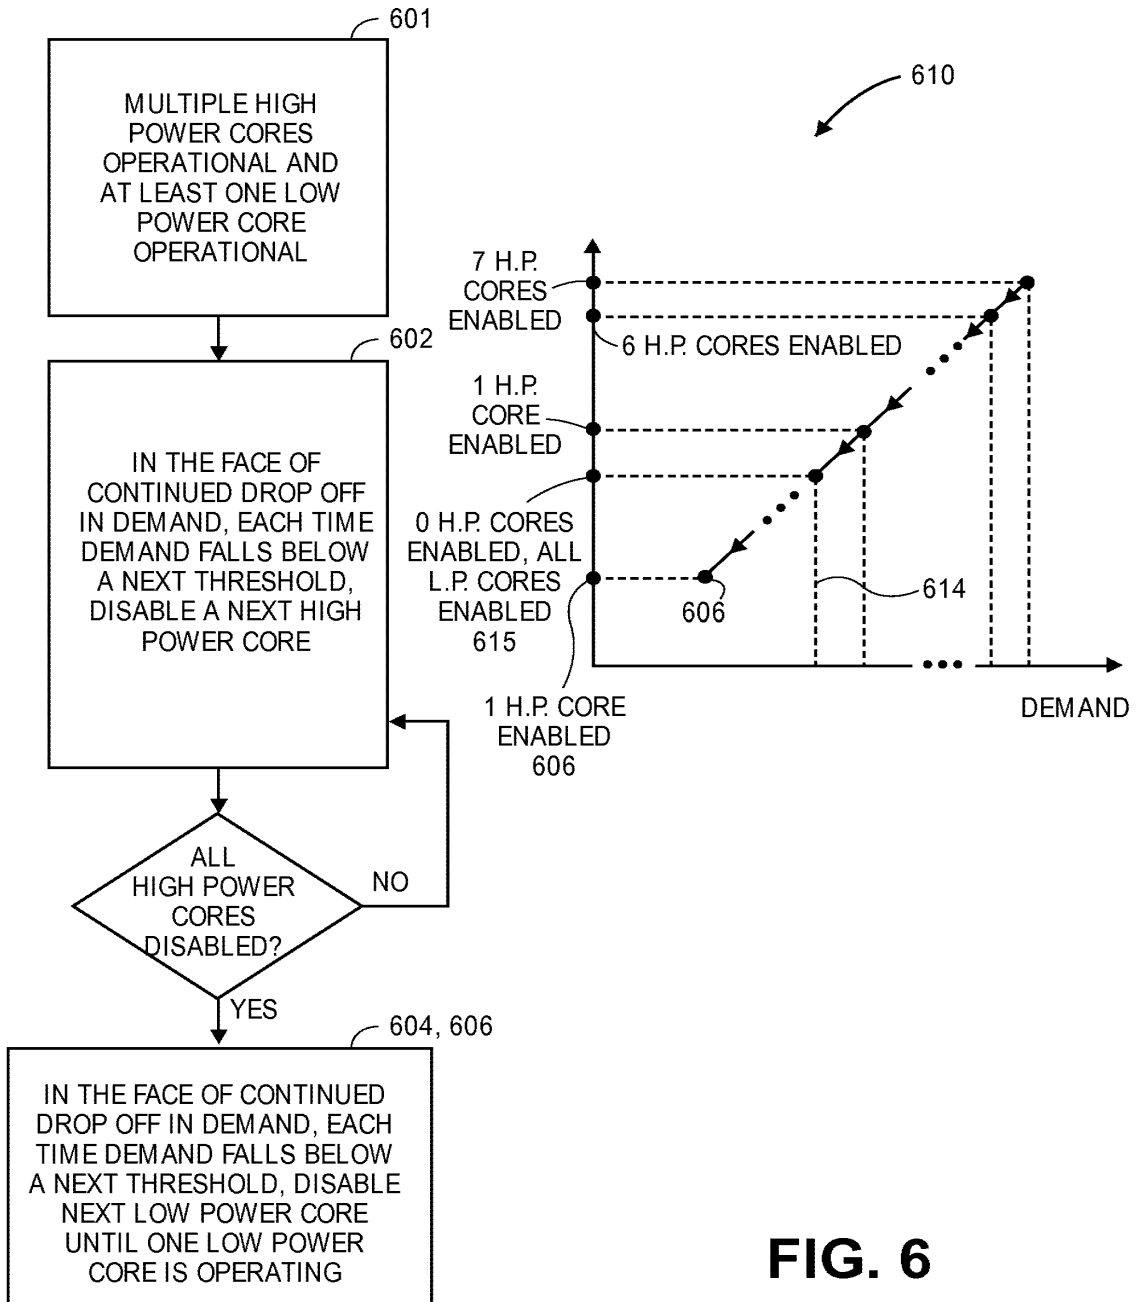 601
MULTIPLE HIGH
POWER CORES
OPERATIONAL AND
AT LEAST ONE LOW
POWER CORE
OPERATIONAL
602
IN THE FACE OF
CONTINUED DROP OFF
IN DEMAND, EACH TIME
DEMAND FALLS BELOW
A NEXT THRESHOLD,
DISABLE A NEXT HIGH
POWER CORE
ALL
HIGH POWER
CORES
DISABLED?
NO
YES
604, 606
IN THE FACE OF CONTINUED
DROP OFF IN DEMAND, EACH
TIME DEMAND FALLS BELOW
A NEXT THRESHOLD, DISABLE
NEXT LOW POWER CORE
UNTIL ONE LOW POWER
CORE IS OPERATING
610
7 H.P.
CORES
ENABLED
6 H.P. CORES ENABLED
1 H.P.
CORE
ENABLED
0 H.P. CORES
ENABLED, ALL
L.P. CORES
ENABLED
615
606
614
1 H.P. CORE
ENABLED
606
DEMAND
FIG. 6